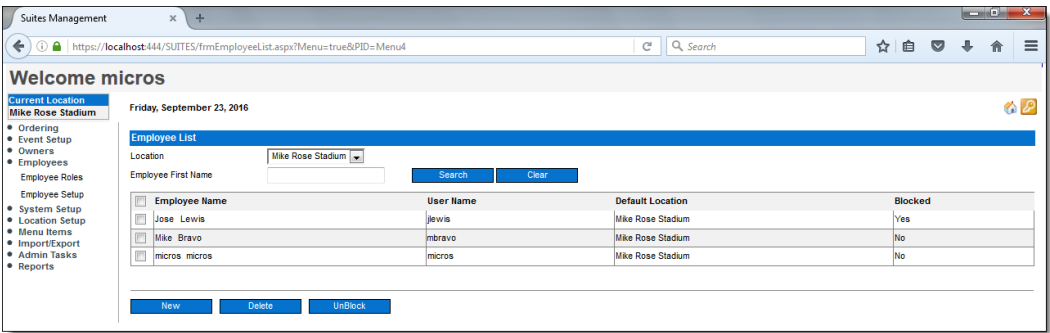 Suites Management
https://localhost:444/SUITES/frmEmployeeList.aspx?Menu=true&PID=Menu4
Search
Welcome micros
Current Location
Mike Rose Stadium
Friday, September 23, 2016
Ordering
Event Setup
Owners
Employees
Employee Roles
Employee Setup
System Setup
Location Setup
Menu Items
Import/Export
Admin Tasks
Reports
Employee List
Location Mike Rose Stadium
Employee First Name Search Clear
Employee Name User Name Default Location Blocked
Jose Lewis jlewis Mike Rose Stadium Yes
Mike Bravo mbravo Mike Rose Stadium No
micros micros micros Mike Rose Stadium No
New Delete UnBlock